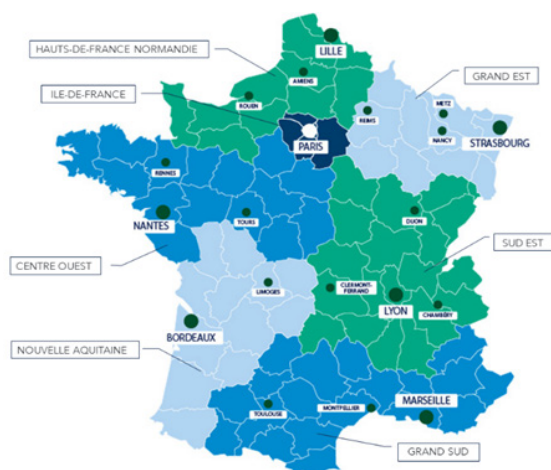 LILLE
HAUTS-DE-FRANCE NORMANDIE
AMIENS
GRAND EST
ILE-DE-FRANCE
ROUEN
REIMS
METZ
NANCY
STRASBOURG
PARIS
RENNES
NANTES
TOURS
DIJON
SUD EST
CENTRE OUEST
LIMOGES
CLERMONT-
FERRAND
LYON
CHAMBÉRY
BORDEAUX
NOUVELLE AQUITAINE
TOULOUSE
MONTPELLIER
MARSEILLE
GRAND SUD